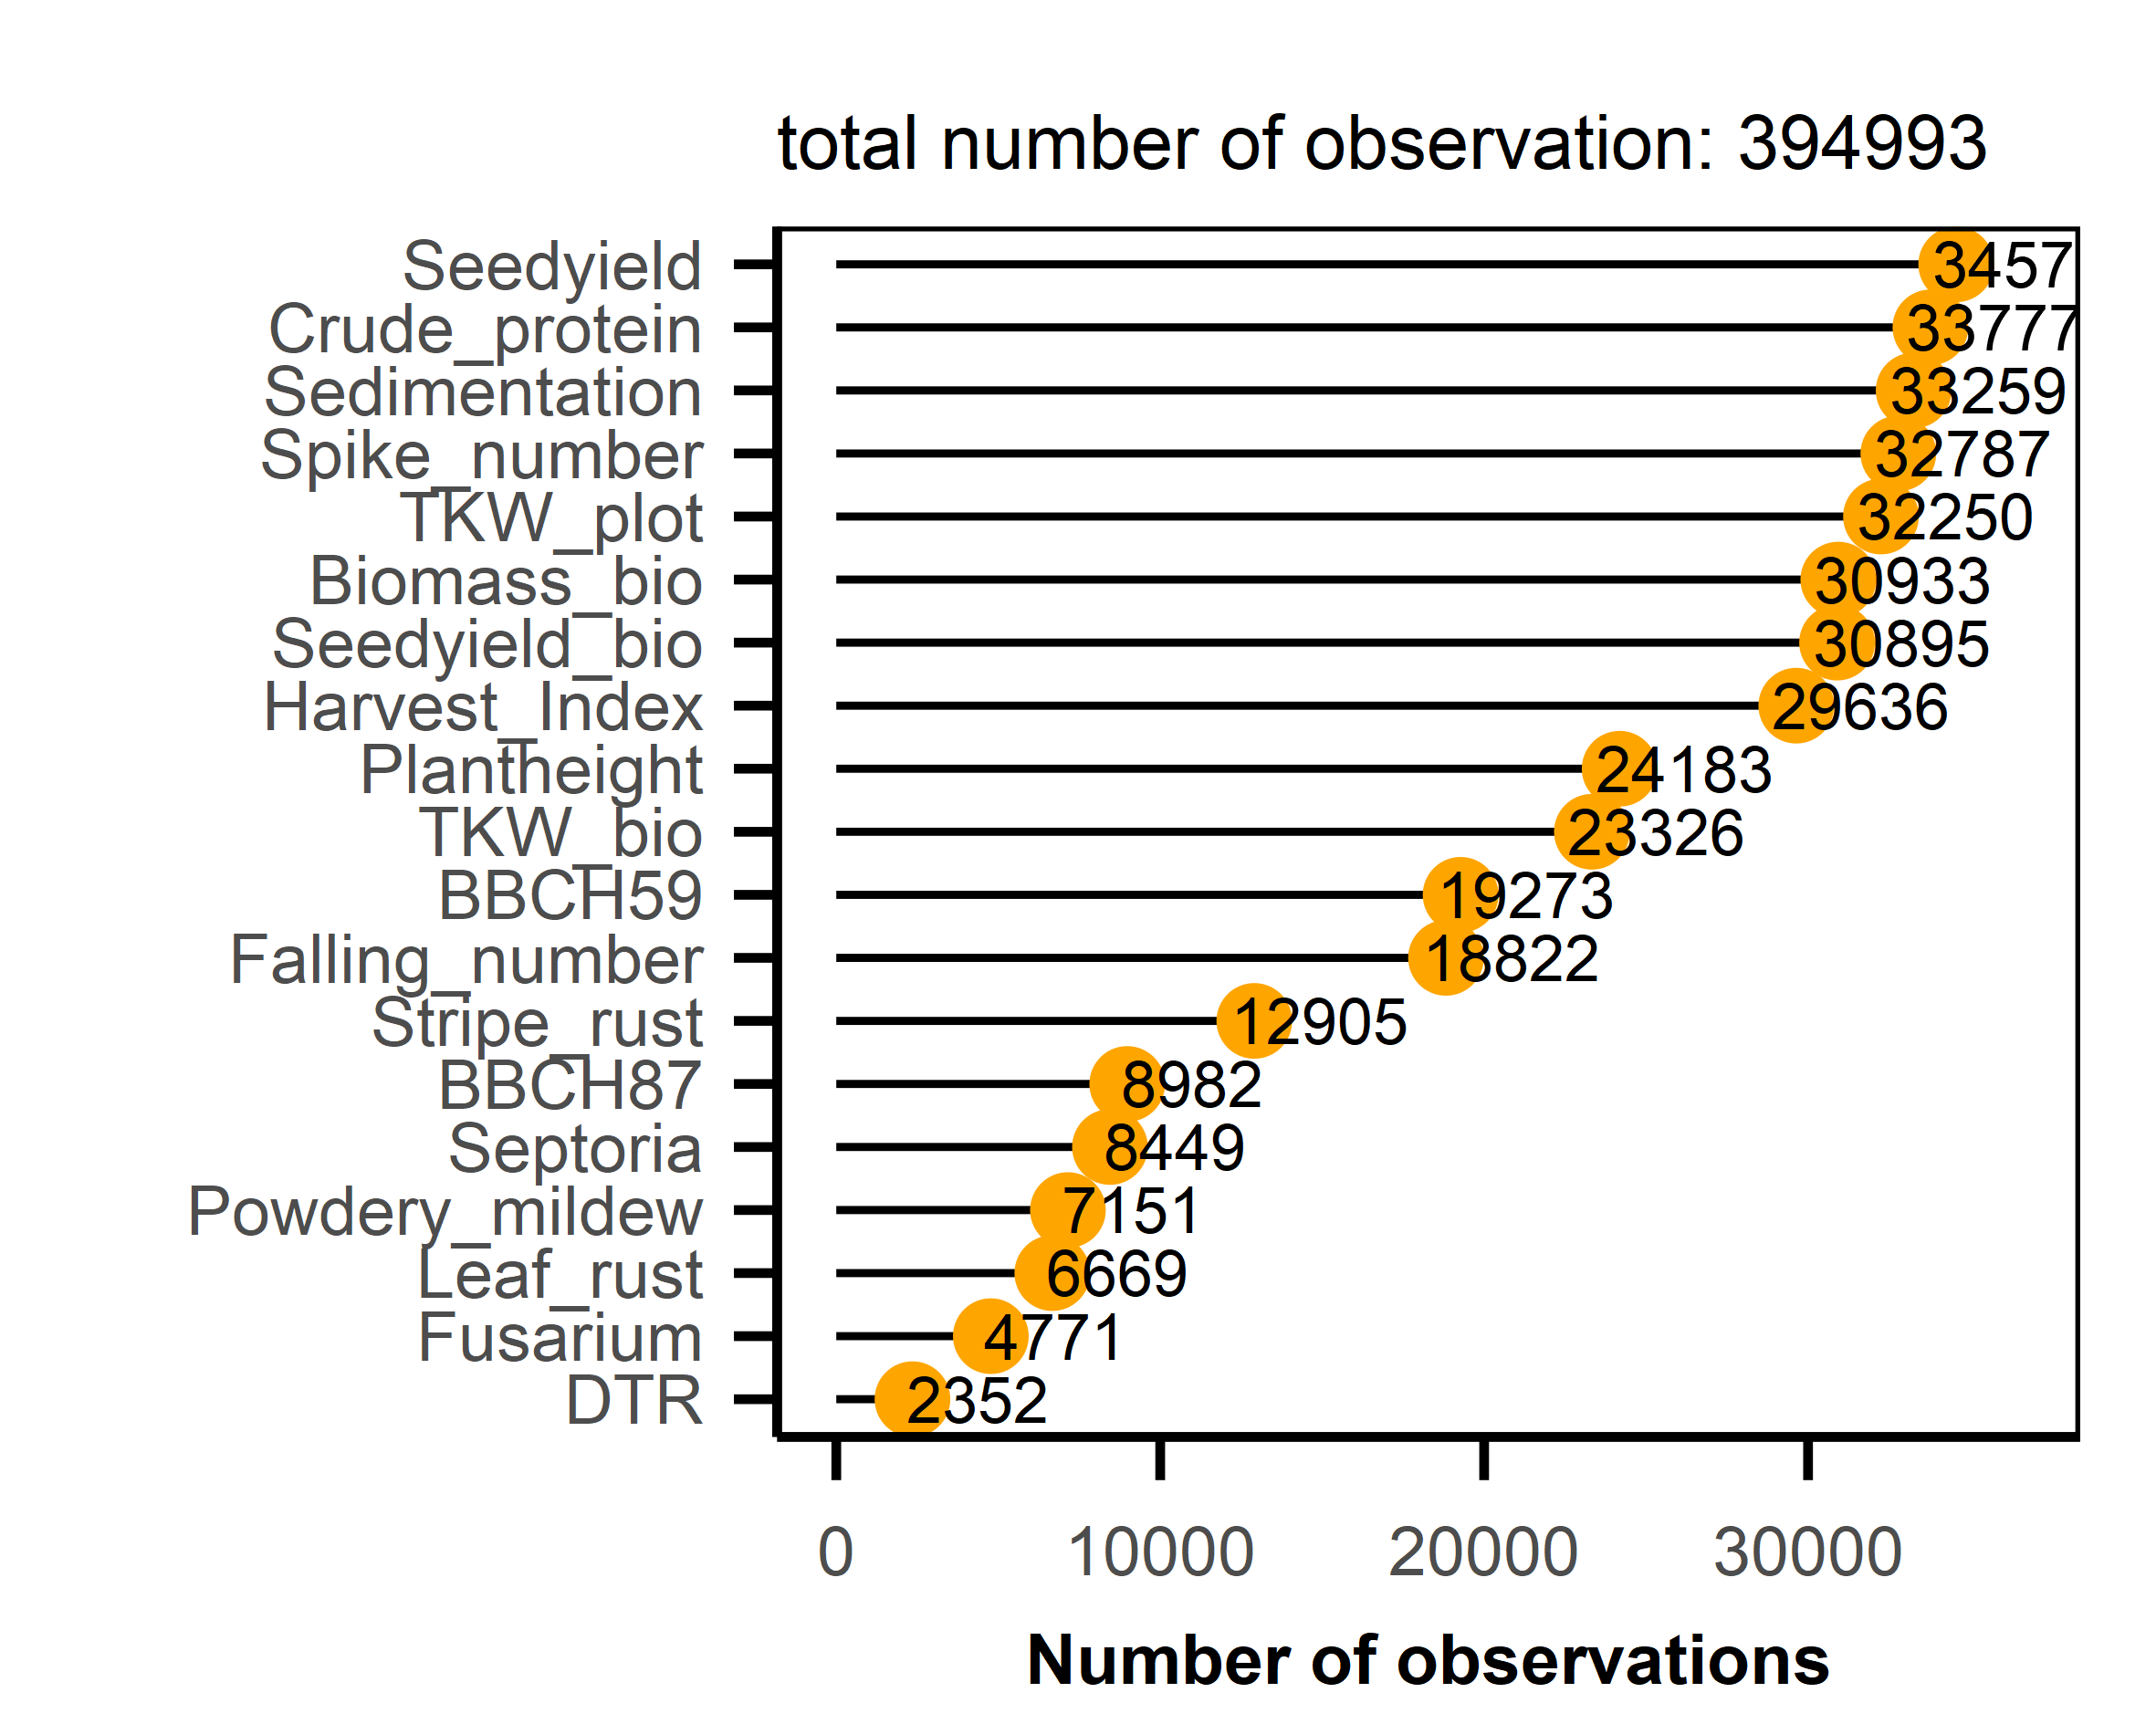 total number of observation: 394993
Seedyield 3457
Crude_protein 33777
Sedimentation 33259
Spike_number 32787
TKW_plot 32250
Biomass_bio 30933
Seedyield_bio 30895
Harvest_Index 29636
Plantheight 24183
TKW_bio 23326
BBCH59 19273
Falling_number 18822
Stripe_rust 12905
BBCH87 8982
Septoria 8449
Powdery_mildew 7151
Leaf_rust 6669
Fusarium 4771
DTR 2352
0 10000 20000 30000
Number of observations